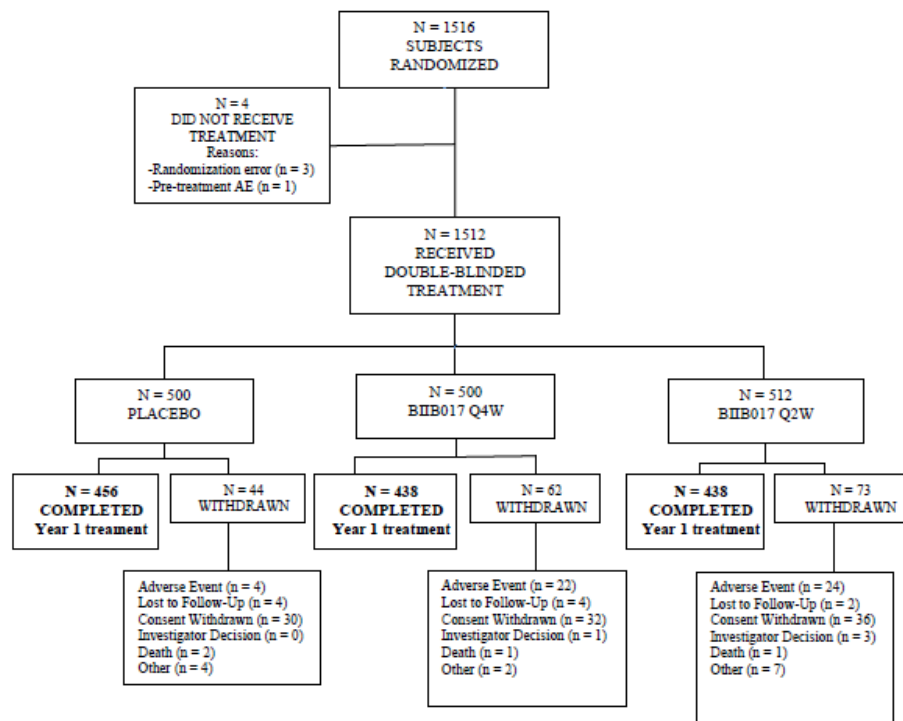 N = 1516
SUBJECTS
RANDOMIZED
N = 4
DID NOT RECEIVE
TREATMENT
Reasons:
-Randomization error (n = 3)
-Pre-treatment AE (n = 1)
N = 1512
RECEIVED
DOUBLE-BLINDED
TREATMENT
N = 500
PLACEBO
N = 500
BIIB017 Q4W
N = 512
BIIB017 Q2W
N = 456
COMPLETED
Year 1 treament
N = 44
WITHDRAWN
N = 438
COMPLETED
Year 1 treatment
N = 62
WITHDRAWN
N = 438
COMPLETED
Year 1 treatment
N = 73
WITHDRAWN
Adverse Event (n = 4)
Lost to Follow-Up (n = 4)
Consent Withdrawn (n = 30)
Investigator Decision (n = 0)
Death (n = 2)
Other (n = 4)
Adverse Event (n = 22)
Lost to Follow-Up (n = 4)
Consent Withdrawn (n = 32)
Investigator Decision (n = 1)
Death (n = 1)
Other (n = 2)
Adverse Event (n = 24)
Lost to Follow-Up (n = 2)
Consent Withdrawn (n = 36)
Investigator Decision (n = 3)
Death (n = 1)
Other (n = 7)